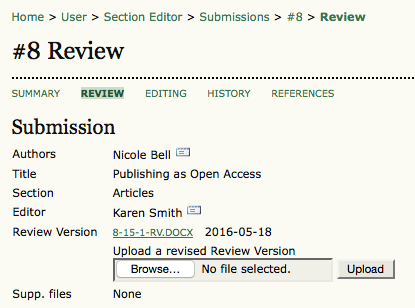 Home > User > Section Editor > Submissions > #8 > Review
#8 Review
SUMMARY REVIEW EDITING HISTORY REFERENCES
Submission
Authors Nicole Bell
Title Publishing as Open Access
Section Articles
Editor Karen Smith
Review Version 8-15-1-RV.DOCX 2016-05-18
Upload a revised Review Version
Browse... No file selected. Upload
Supp. files None